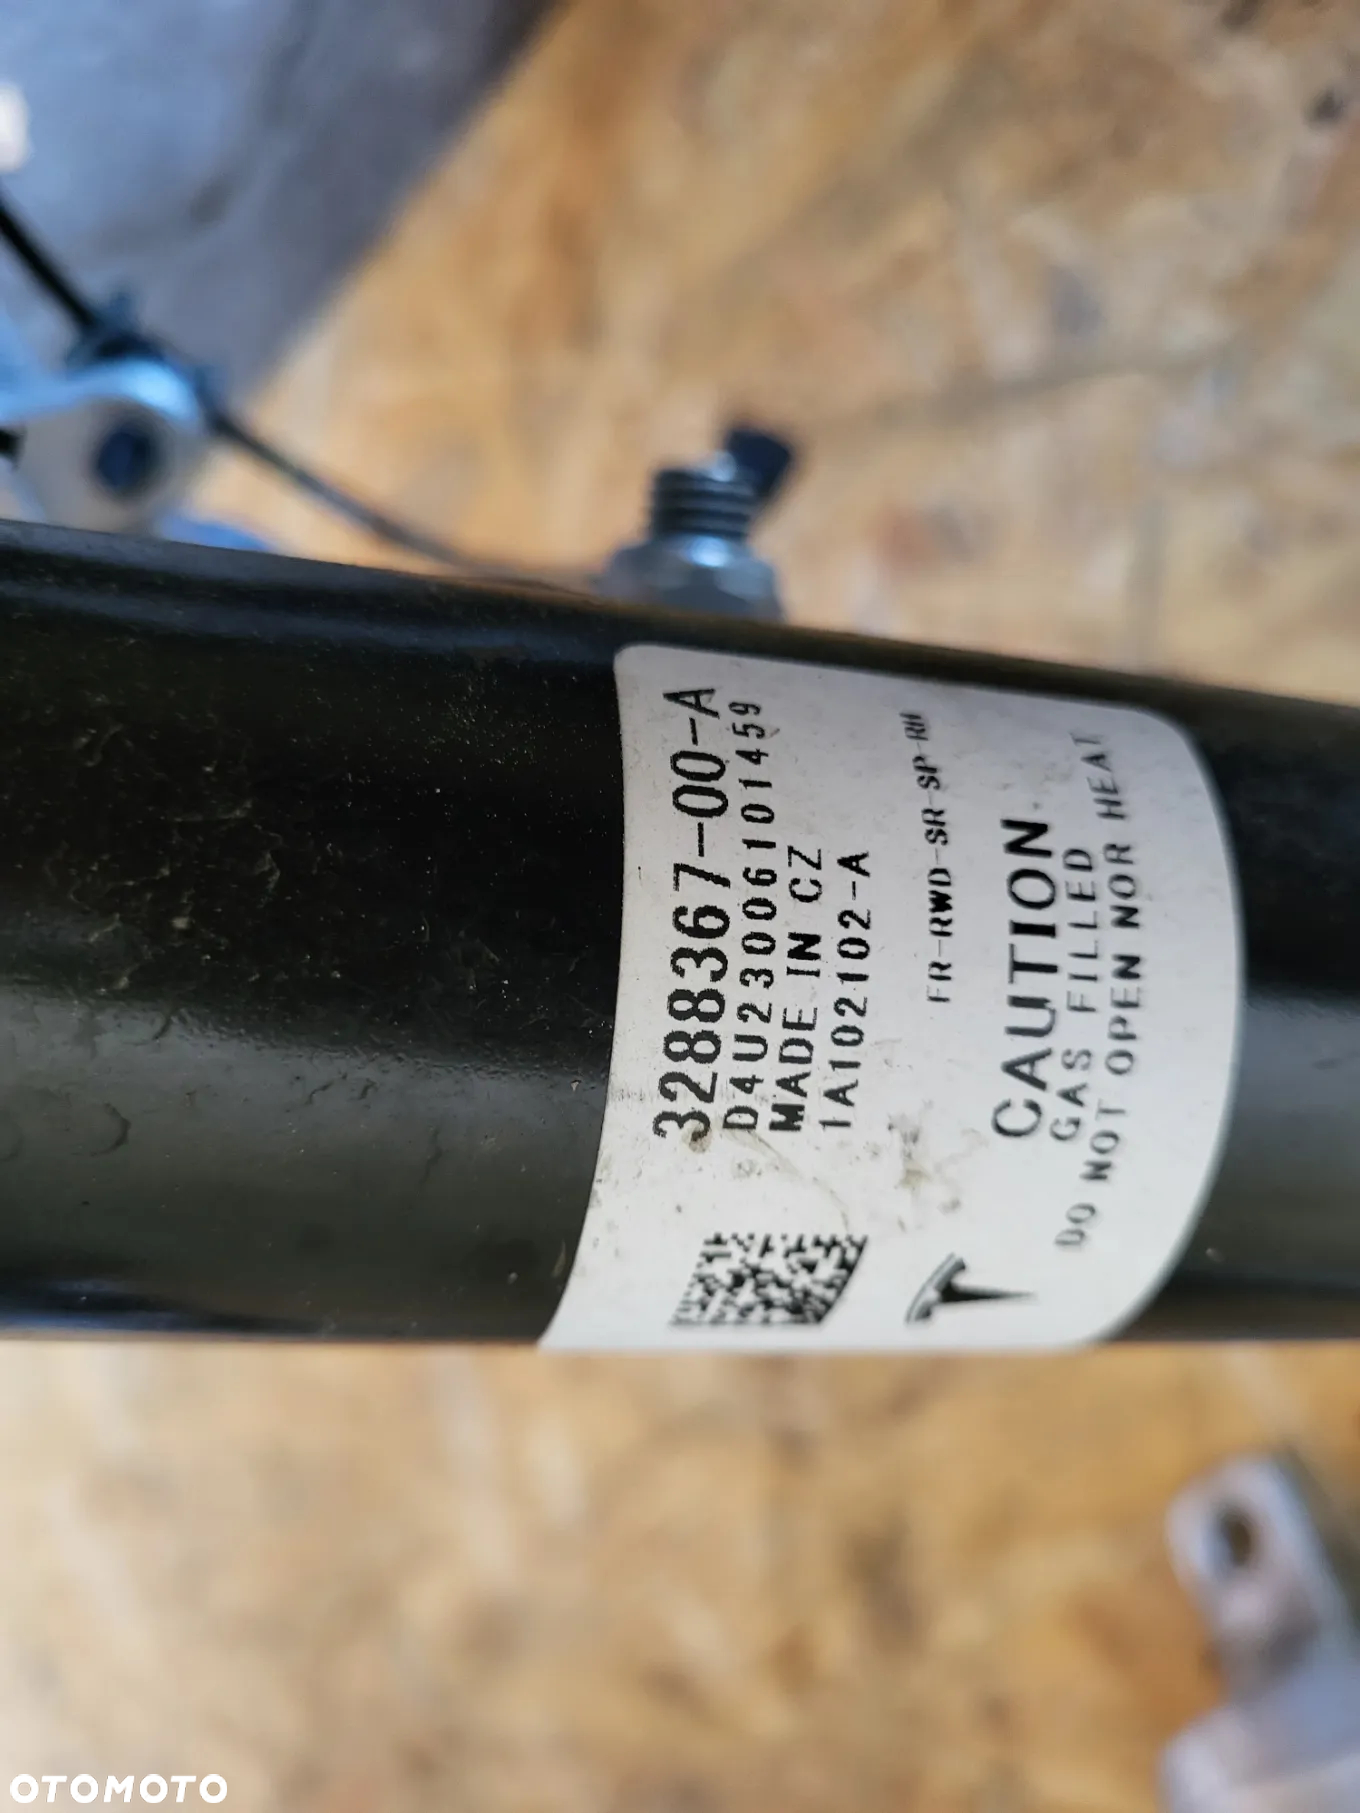 3288367-00-A
D4U23006101459
MADE IN CZ
1A102102-A
FR-RWD-SR-SP-RH
CAUTION
GAS FILLED
DO NOT OPEN NOR HEAT
OTOMOTO